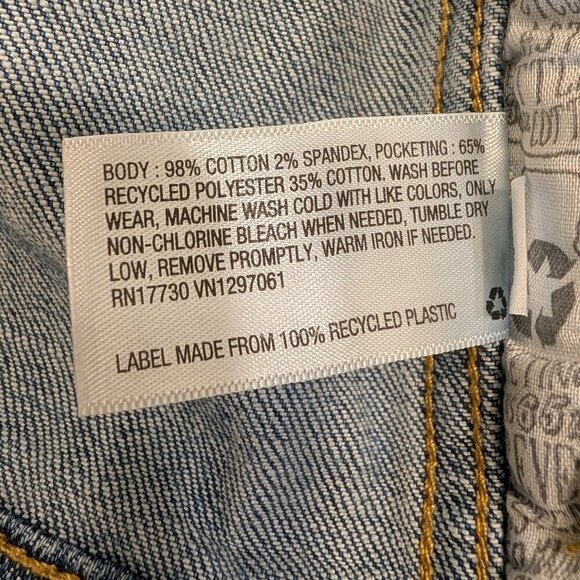 BODY : 98% COTTON 2% SPANDEX, POCKETING : 65%
RECYCLED POLYESTER 35% COTTON. WASH BEFORE
WEAR, MACHINE WASH COLD WITH LIKE COLORS, ONLY
NON-CHLORINE BLEACH WHEN NEEDED, TUMBLE DRY
LOW, REMOVE PROMPTLY, WARM IRON IF NEEDED.
RN17730 VN1297061
LABEL MADE FROM 100% RECYCLED PLASTIC